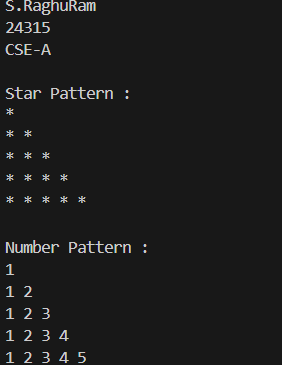 S.RaghuRam
24315
CSE-A
Star Pattern :
*
* *
* * *
* * * *
* * * * *
Number Pattern :
1
1 2
1 2 3
1 2 3 4
1 2 3 4 5